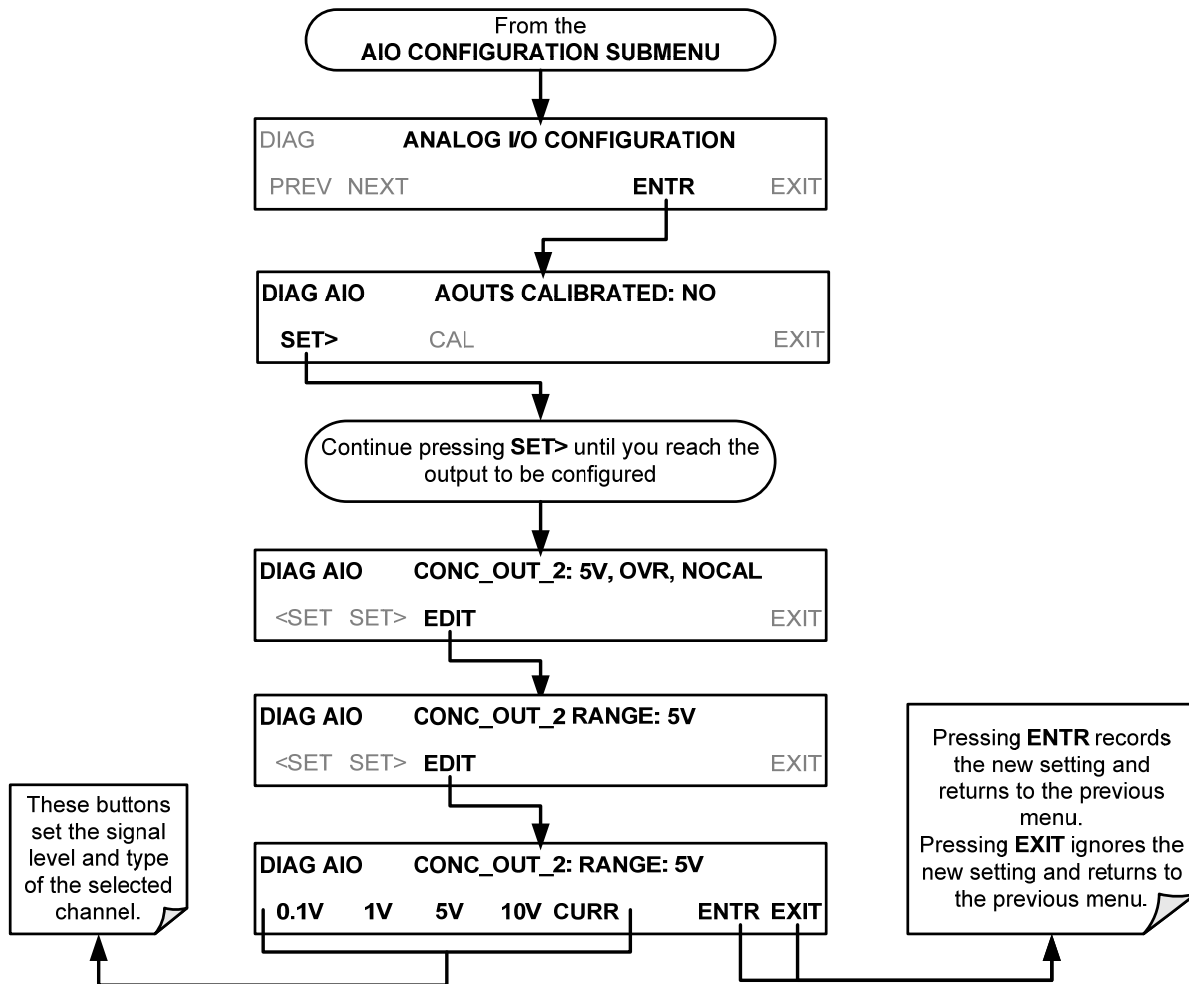 From the
AIO CONFIGURATION SUBMENU
DIAG ANALOG I/O CONFIGURATION
PREV NEXT ENTR EXIT
DIAG AIO AOUTS CALIBRATED: NO
SET> CAL EXIT
Continue pressing SET> until you reach the
output to be configured
DIAG AIO CONC_OUT_2: 5V, OVR, NOCAL
<SET SET> EDIT EXIT
DIAG AIO CONC_OUT_2 RANGE: 5V
<SET SET> EDIT EXIT
These buttons
set the signal
level and type
of the selected
channel.
DIAG AIO CONC_OUT_2: RANGE: 5V
0.1V 1V 5V 10V CURR ENTR EXIT
Pressing ENTR records
the new setting and
returns to the previous
menu.
Pressing EXIT ignores the
new setting and returns to
the previous menu.